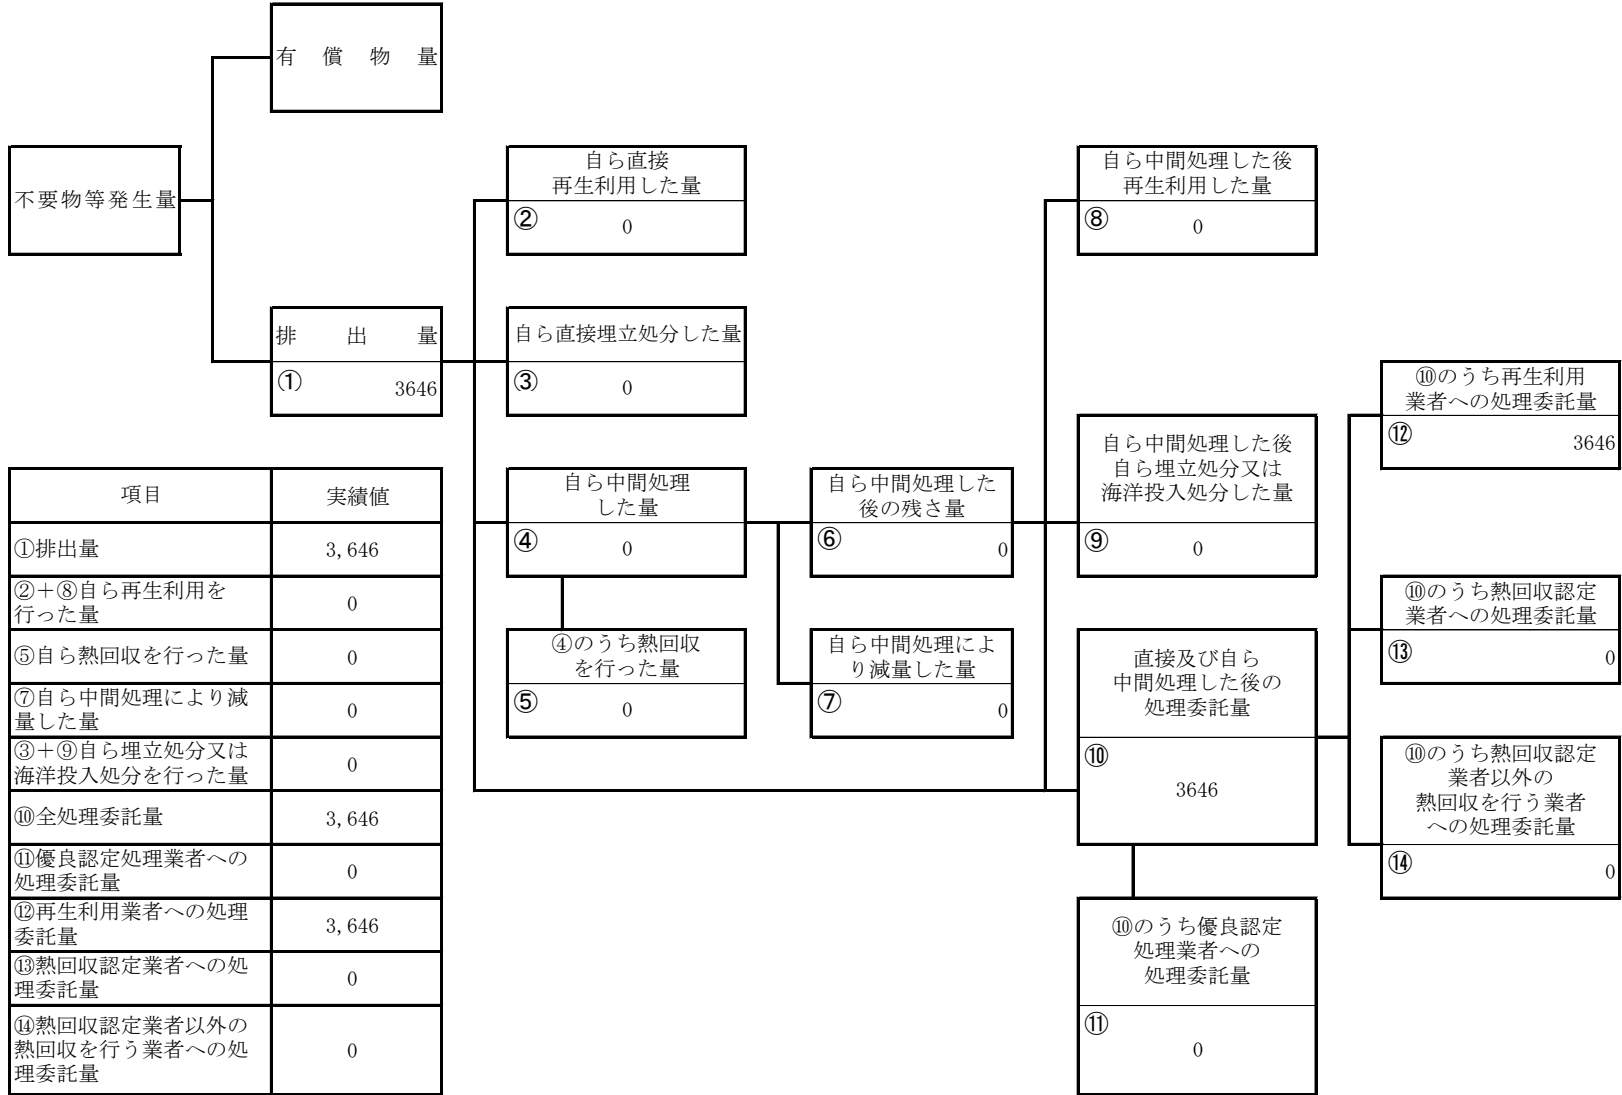 有償物量
不要物等発生量
排出量
①
3646
自ら直接
再生利用した量
②
0
自ら直接埋立処分した量
③
0
自ら中間処理
した量
④
0
④のうち熱回収
を行った量
⑤
0
自ら中間処理した
後の残さ量
⑥
0
自ら中間処理によ
り減量した量
⑦
0
自ら中間処理した後
再生利用した量
⑧
0
自ら中間処理した後
自ら埋立処分又は
海洋投入処分した量
⑨
0
直接及び自ら
中間処理した後の
処理委託量
⑩
3646
⑩のうち優良認定
処理業者への
処理委託量
⑪
0
⑩のうち再生利用
業者への処理委託量
⑫
3646
⑩のうち熱回収認定
業者への処理委託量
⑬
0
⑩のうち熱回収認定
業者以外の
熱回収を行う業者
への処理委託量
⑭
0
項目 実績値
①排出量 3,646
②+⑧自ら再生利用を
行った量 0
⑤自ら熱回収を行った量 0
⑦自ら中間処理により減
量した量 0
③+⑨自ら埋立処分又は
海洋投入処分を行った量 0
⑩全処理委託量 3,646
⑪優良認定処理業者への
処理委託量 0
⑫再生利用業者への処理
委託量 3,646
⑬熱回収認定業者への処
理委託量 0
⑭熱回収認定業者以外の
熱回収を行う業者への処
理委託量 0